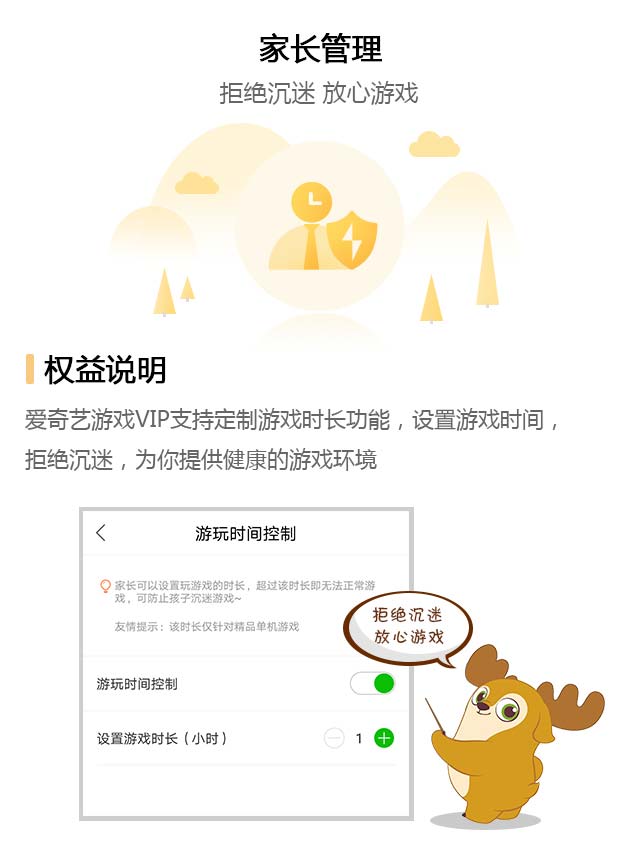 家长管理
拒绝沉迷 放心游戏
权益说明
爱奇艺游戏VIP支持定制游戏时长功能，设置游戏时间，
拒绝沉迷，为你提供健康的游戏环境
游玩时间控制
家长可以设置玩游戏的时长，超过该时长即无法正常游
戏，可防止孩子沉迷游戏~
友情提示：该时长仅针对精品单机游戏
拒绝沉迷
放心游戏
游玩时间控制
设置游戏时长（小时） 1